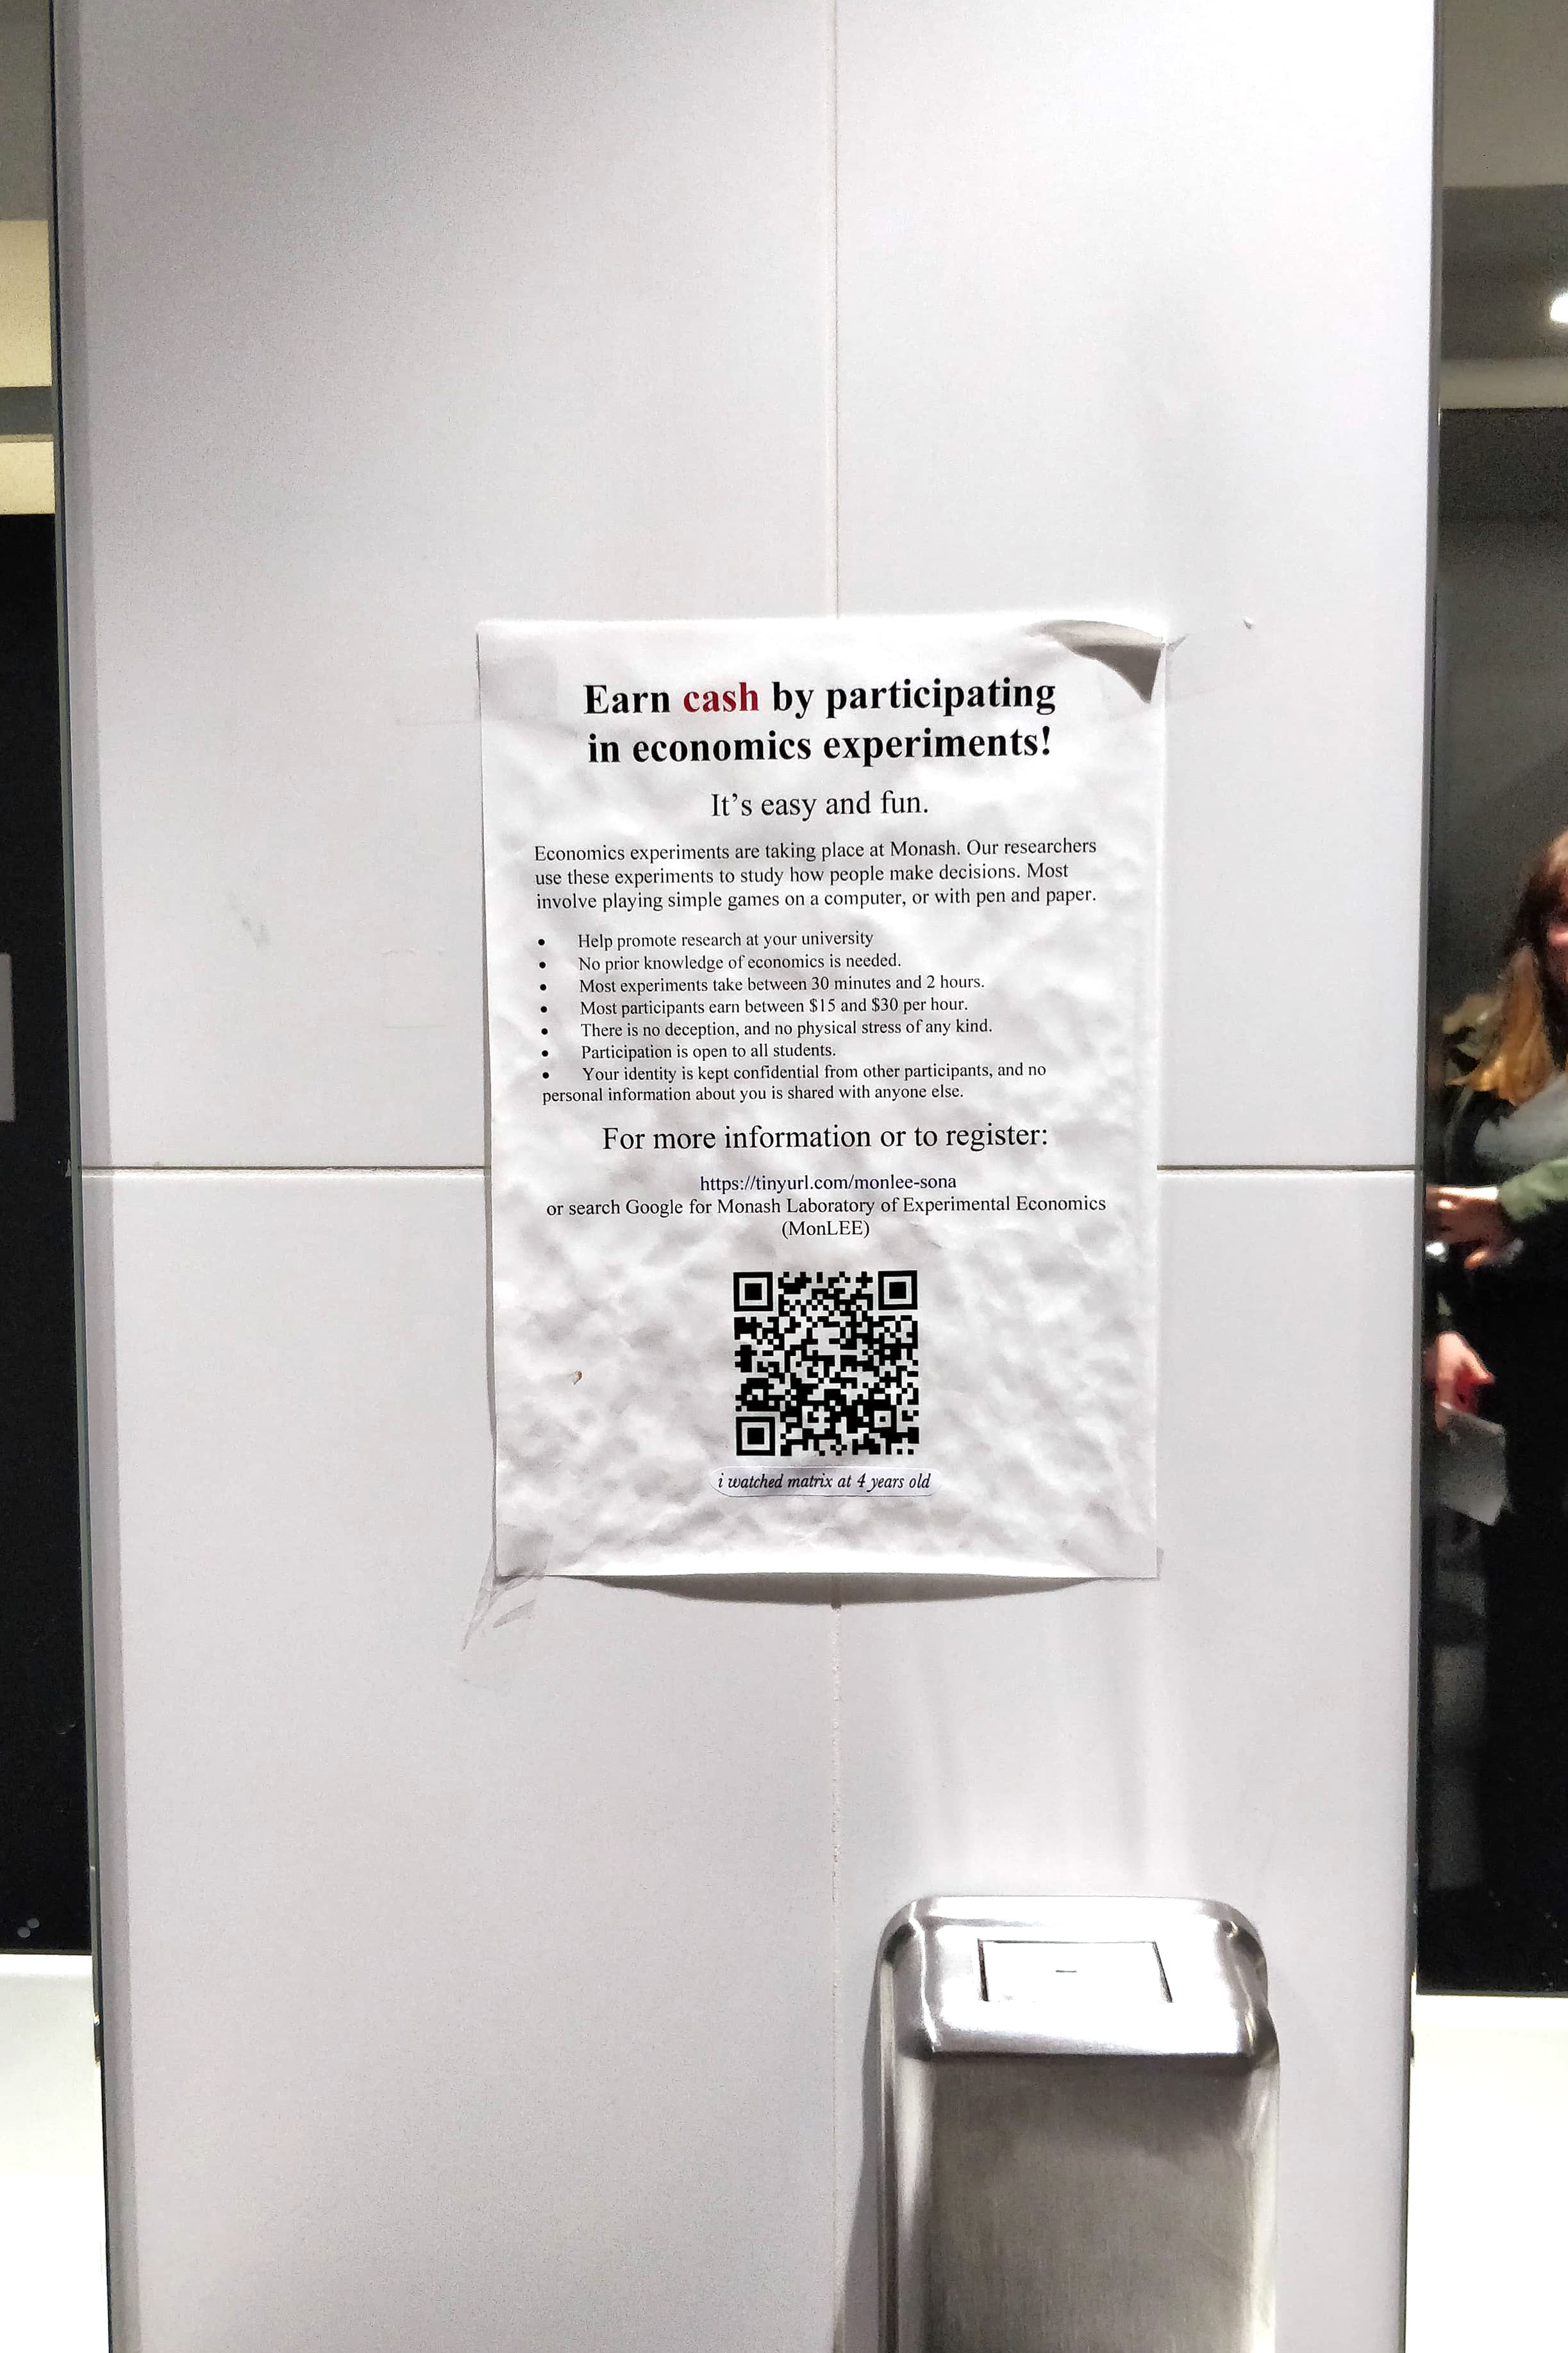 Earn cash by participating
in economics experiments!
It's easy and fun.
Economics experiments are taking place at Monash. Our researchers
use these experiments to study how people make decisions. Most
involve playing simple games on a computer, or with pen and paper.
• Help promote research at your university
• No prior knowledge of economics is needed.
• Most experiments take between 30 minutes and 2 hours.
• Most participants earn between $15 and $30 per hour.
• There is no deception, and no physical stress of any kind.
• Participation is open to all students.
• Your identity is kept confidential from other participants, and no
personal information about you is shared with anyone else.
For more information or to register:
https://tinyurl.com/monlee-sona
or search Google for Monash Laboratory of Experimental Economics
(MonLEE)
i watched matrix at 4 years old